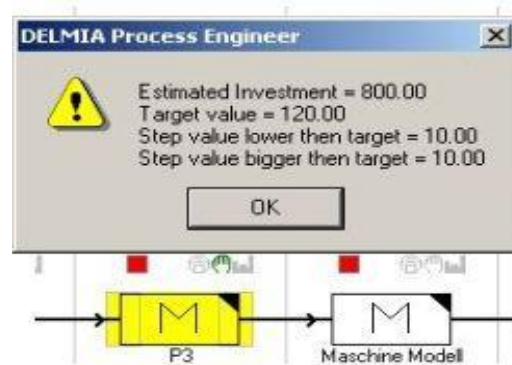 DELMIA Process Engineer
Estimated Investment = 800.00
Target value = 120.00
Step value lower then target = 10.00
Step value bigger then target = 10.00
OK
M M
P3 Maschine Modell